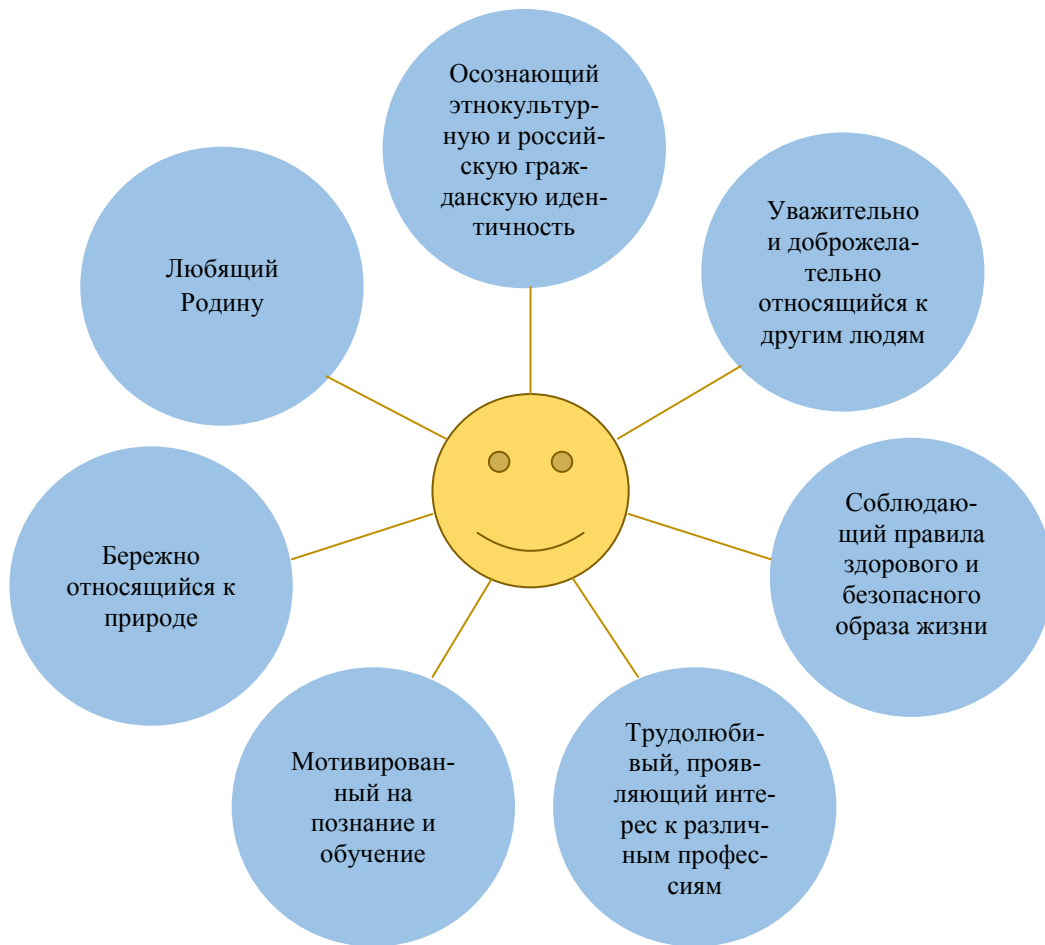 Осознающий
этнокультур-
ную и россий-
скую граж-
данскую иден-
тичность
Уважительно
и доброжела-
тельно
относящийся к
другим людям
Любящий
Родину
Соблюдаю-
щий правила
здорового и
безопасного
образа жизни
Бережно
относящийся к
природе
Мотивирован-
ный на
познание и
обучение
Трудолюби-
вый, прояв-
ляющий инте-
рес к различ-
ным профес-
сиям